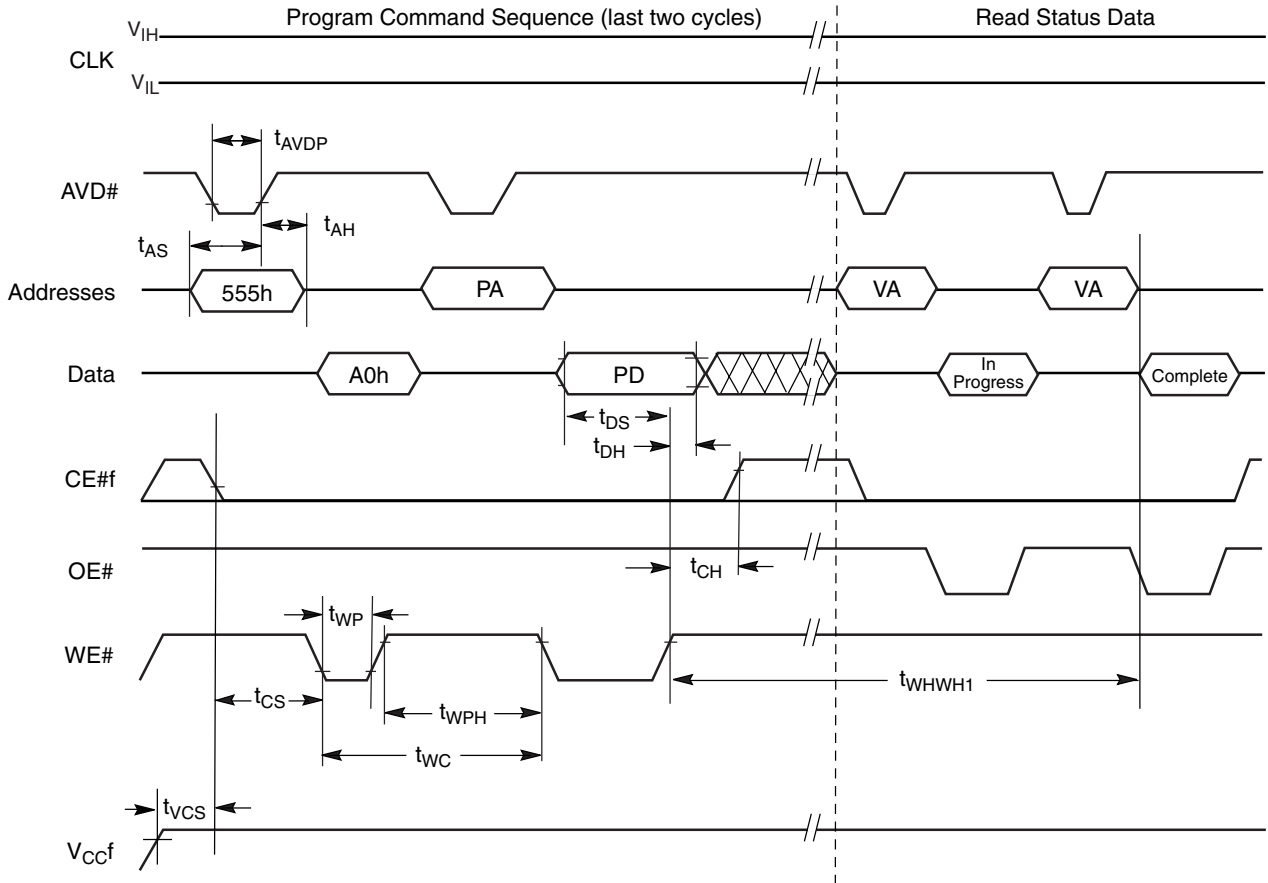 Program Command Sequence (last two cycles) Read Status Data
VIH
CLK
VIL
tAVDP
AVD#
tAH
tAS
Addresses 555h PA VA VA
Data A0h PD In Progress Complete
tDS
tDH
CE#f
OE#
tCH
tWP
WE#
tWHWH1
tCS
tWPH
tWC
tVCS
VCCf